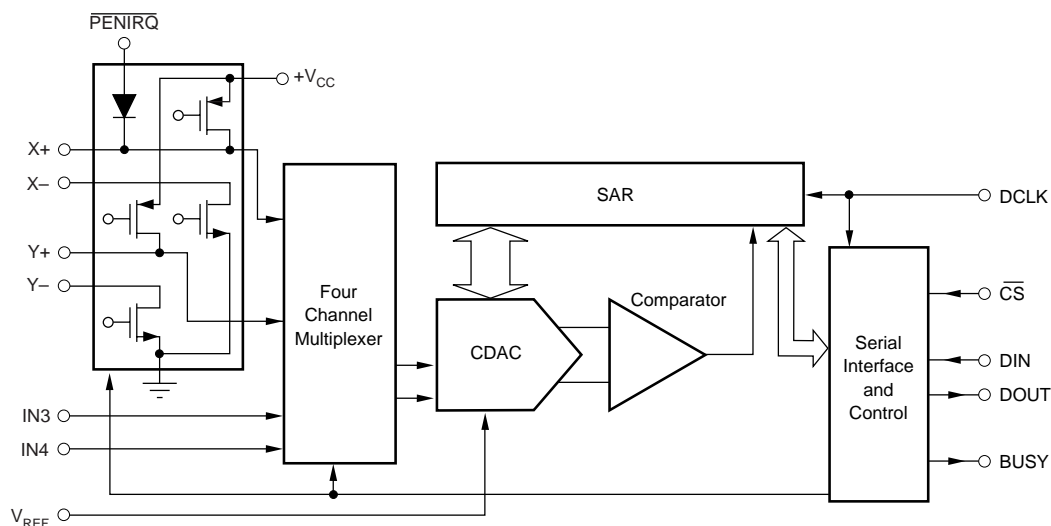 PENIRQ
+VCC
X+
X–
Y+
Y–
IN3
IN4
VREF
Four
Channel
Multiplexer
SAR
CDAC
Comparator
Serial
Interface
and
Control
DCLK
CS
DIN
DOUT
BUSY